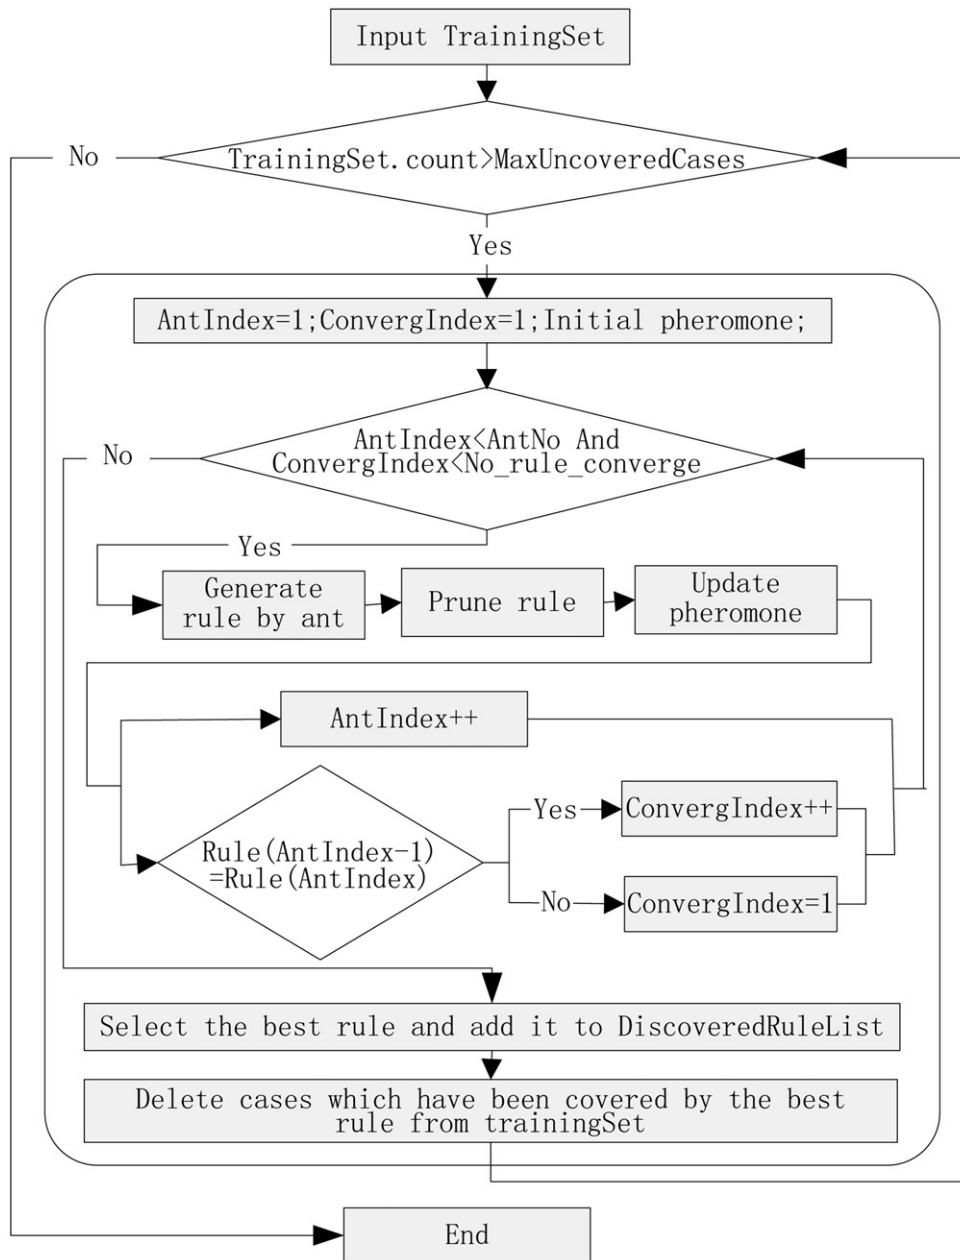 Input TrainingSet
No
TrainingSet.count>MaxUncoveredCases
Yes
AntIndex=1;ConvergIndex=1;Initial pheromone;
No
AntIndex<AntNo And
ConvergIndex<No_rule_converge
Yes
Generate
rule by ant
Prune rule
Update
pheromone
AntIndex++
Rule(AntIndex-1)
=Rule(AntIndex)
Yes
ConvergIndex++
No
ConvergIndex=1
Select the best rule and add it to DiscoveredRuleList
Delete cases which have been covered by the best
rule from trainingSet
End